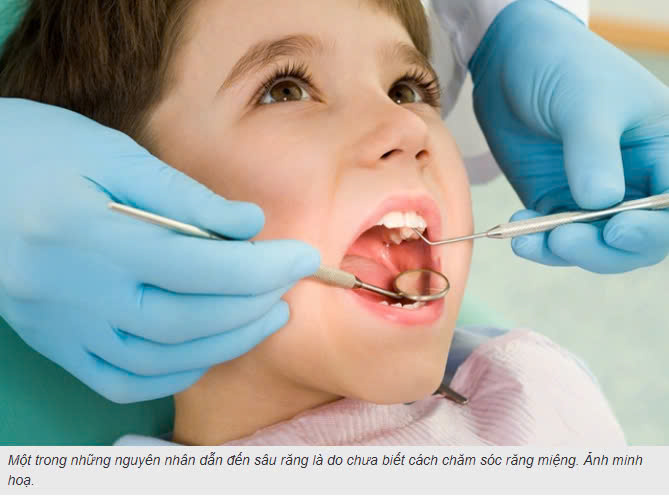 Một trong những nguyên nhân dẫn đến sâu răng là do chưa biết cách chăm sóc răng miệng. Ảnh minh
hoạ.